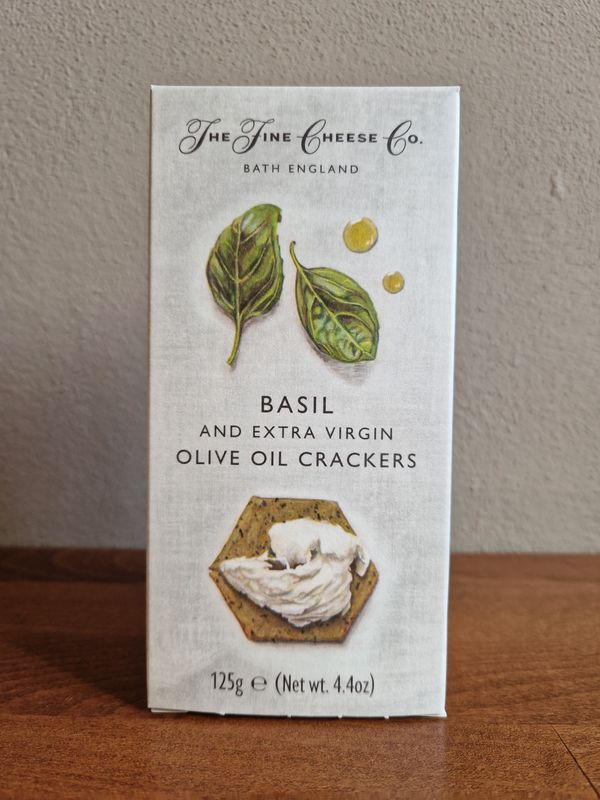 The Fine Cheese Co.
BATH ENGLAND
BASIL
AND EXTRA VIRGIN
OLIVE OIL CRACKERS
125g ℮ (Net wt. 4.4oz)